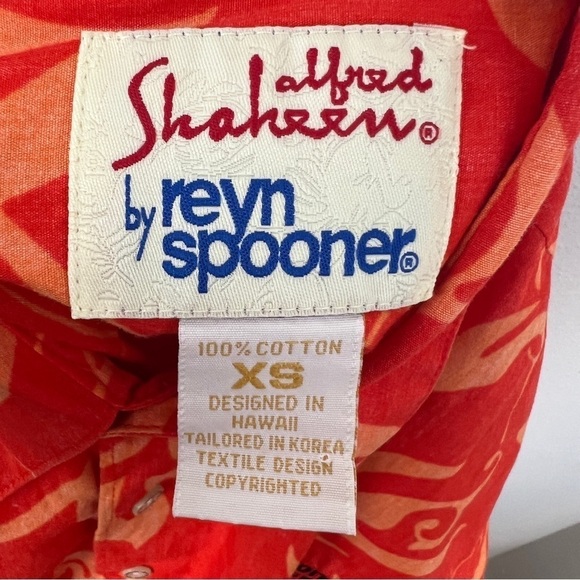 alfred
Shaheen®
by reyn
spooner®
100% COTTON
XS
DESIGNED IN
HAWAII
TAILORED IN KOREA
TEXTILE DESIGN
COPYRIGHTED